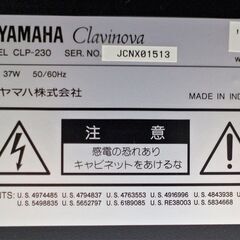 YAMAHA Clavinova
EL CLP-230 SER. NO. JCNX01513
37W 50/60Hz
ヤマハ株式会社
MADE IN IND
注 意
感電の恐れあり
キャビネットをあけるな
NTS: U.S. 4974485 U.S. 4794837 U.S. 4763553 U.S. 4916996 U.S. 4843938 U.S.
U.S. 5498835 U.S. 5652797 U.S. 6189085 U.S. RE38003 U.S. 5834668